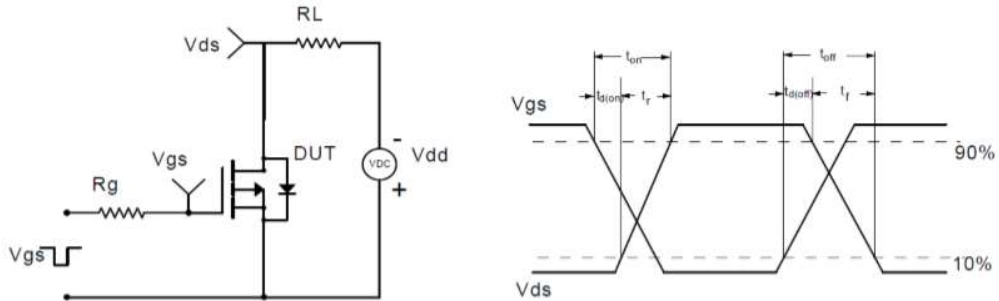 RL
Vds
DUT
VDC
-
Vdd
+
Vgs
Rg
Vgs
ton
toff
td(on)
tr
td(off)
tf
Vgs
90%
10%
Vds